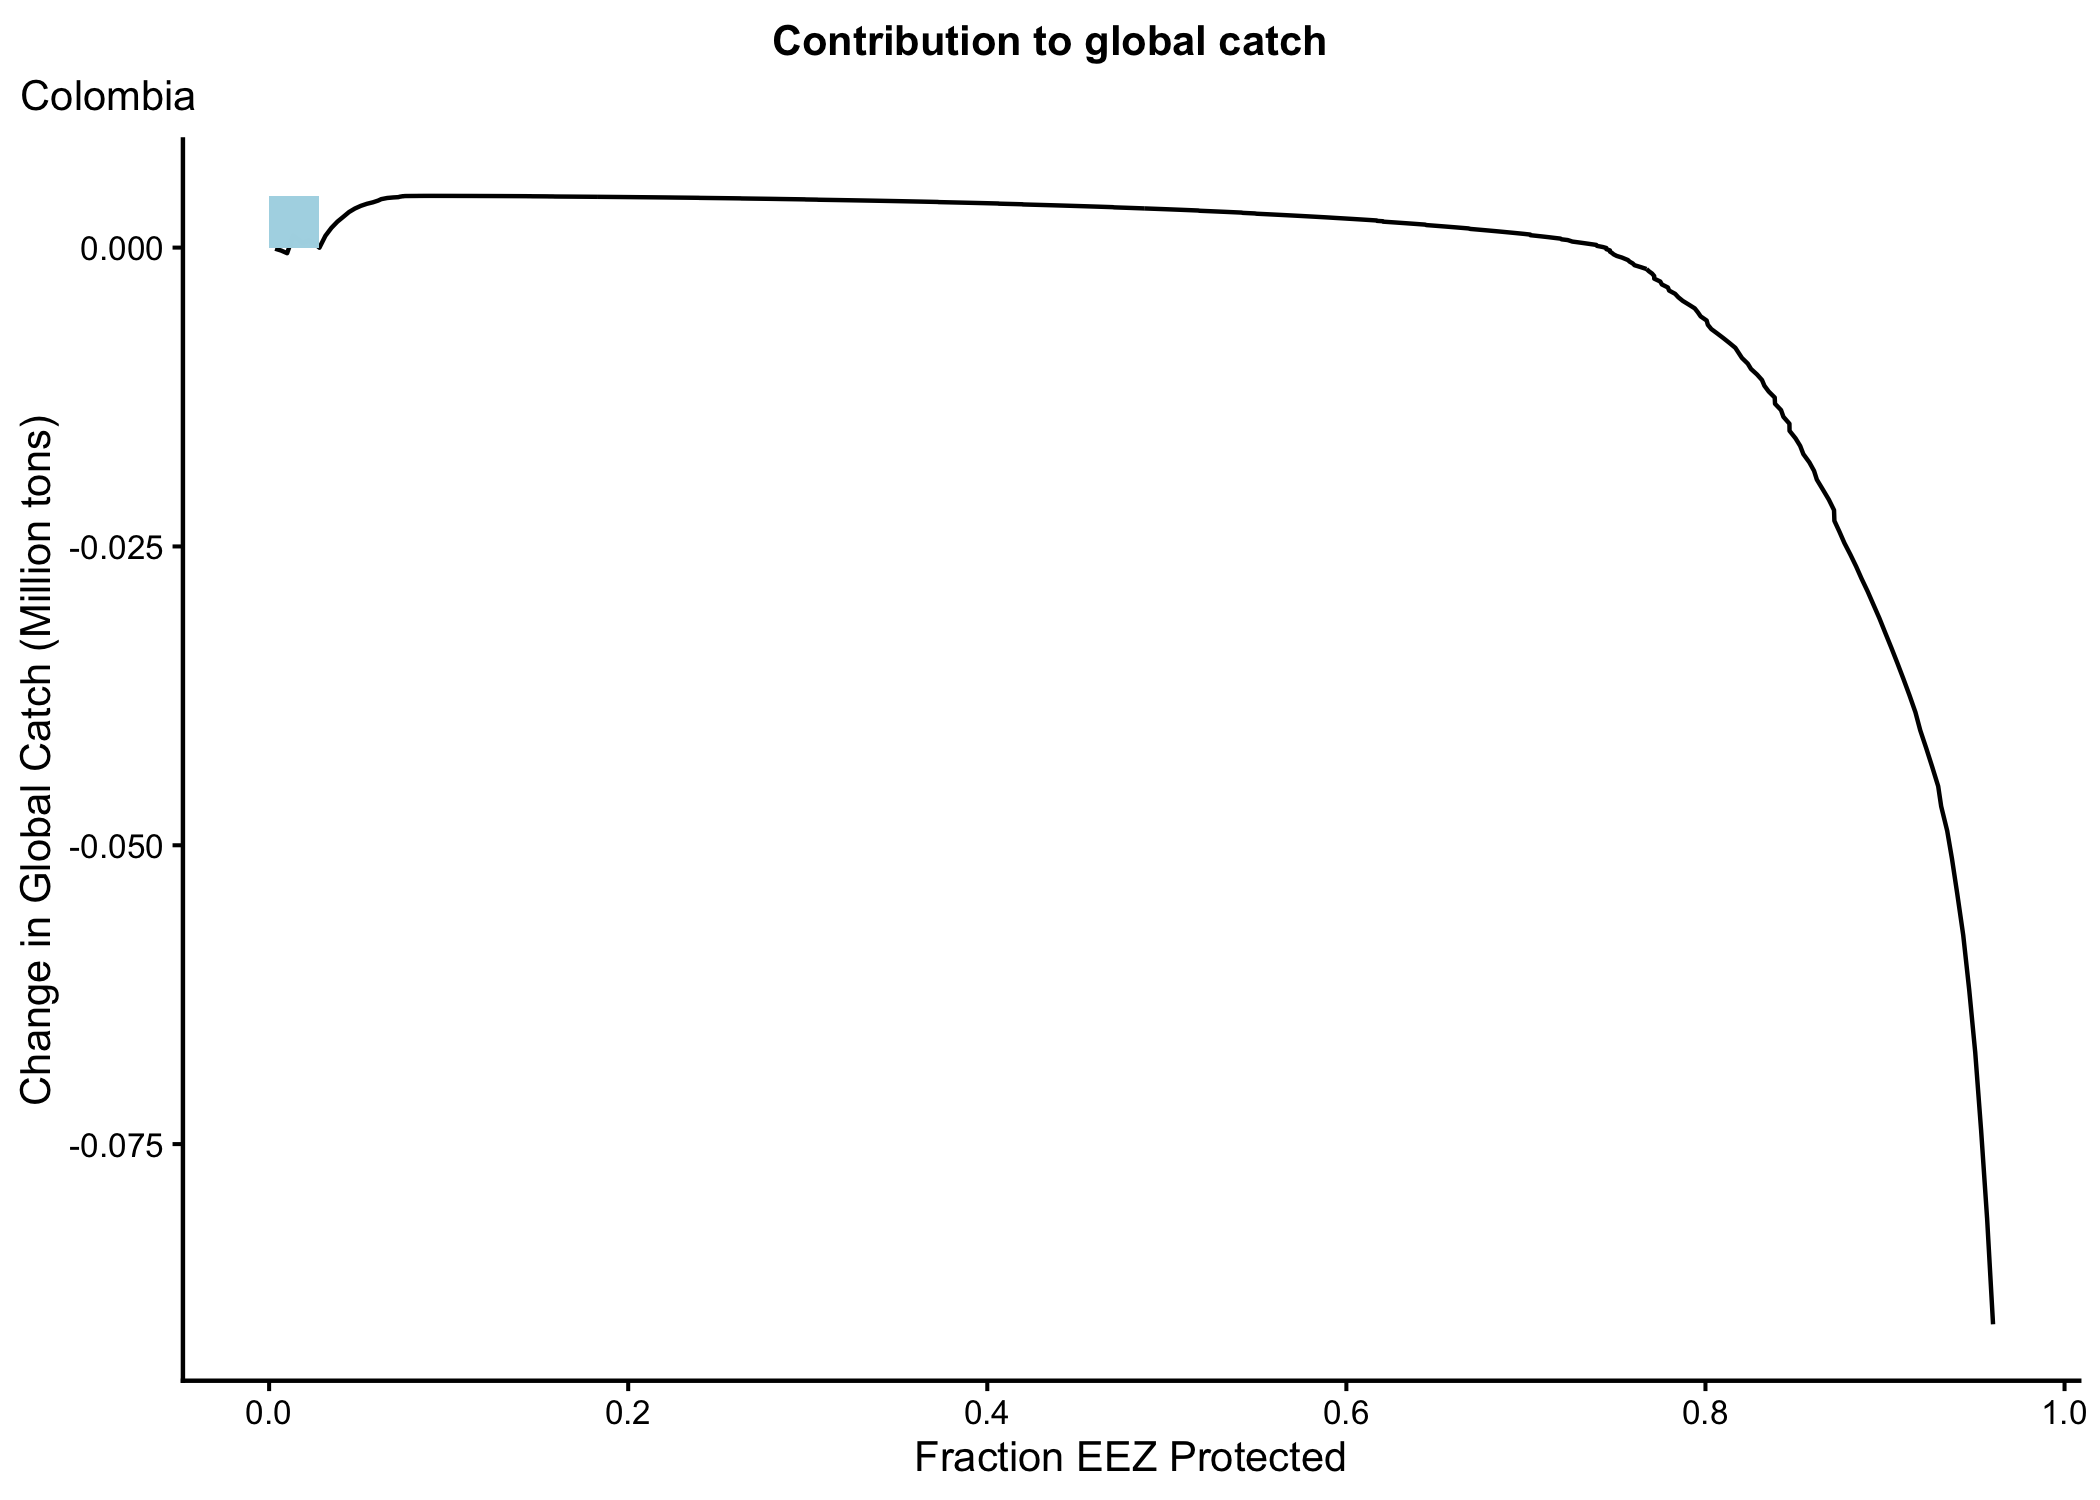 Contribution to global catch
Colombia
Change in Global Catch (Million tons)
0.000
-0.025
-0.050
-0.075
0.0 0.2 0.4 0.6 0.8 1.0
Fraction EEZ Protected